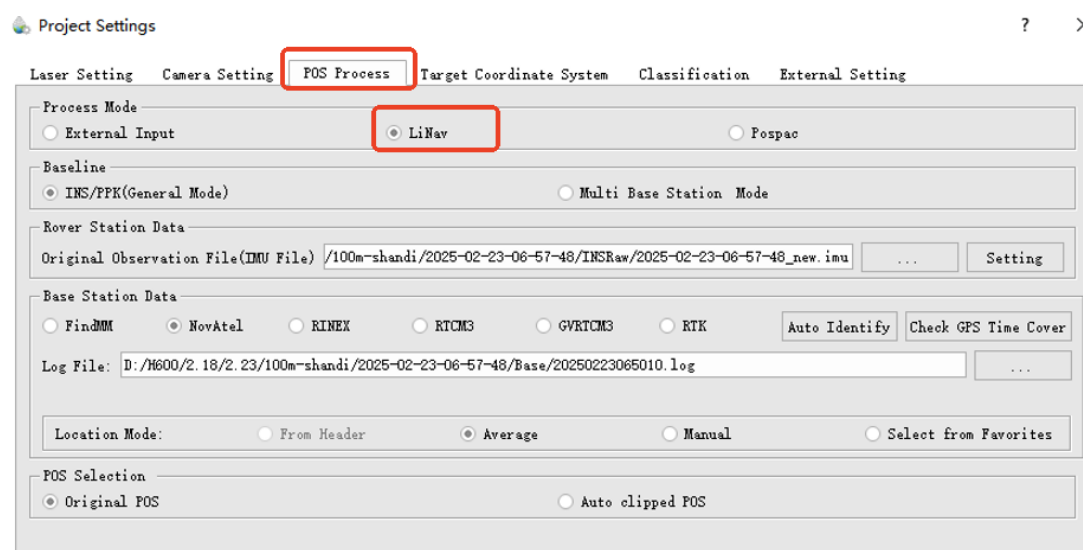 Project Settings ?
Laser Setting Camera Setting POS Process Target Coordinate System Classification External Setting
Process Mode
External Input LiNav Pospac
Baseline
INS/PPK(General Mode) Multi Base Station Mode
Rover Station Data
Original Observation File(IMU File) /100m-shandi/2025-02-23-06-57-48/INSRaw/2025-02-23-06-57-48_new.imu ... Setting
Base Station Data
FindMM NovAtel RINEX RTCM3 GVRTCM3 RTK Auto Identify Check GPS Time Cover
Log File: D:/H600/2.18/2.23/100m-shandi/2025-02-23-06-57-48/Base/20250223065010.log ...
Location Mode: From Header Average Manual Select from Favorites
POS Selection
Original POS Auto clipped POS